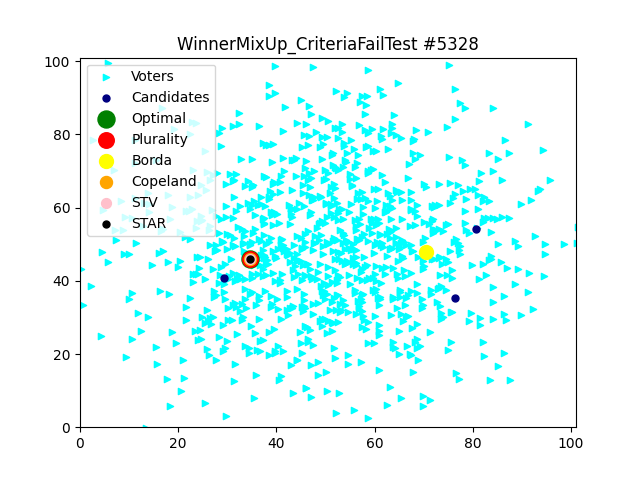 WinnerMixUp_CriteriaFailTest #5328
100
80
60
40
20
0
Voters
Candidates
Optimal
Plurality
Borda
Copeland
STV
STAR
0 20 40 60 80 100